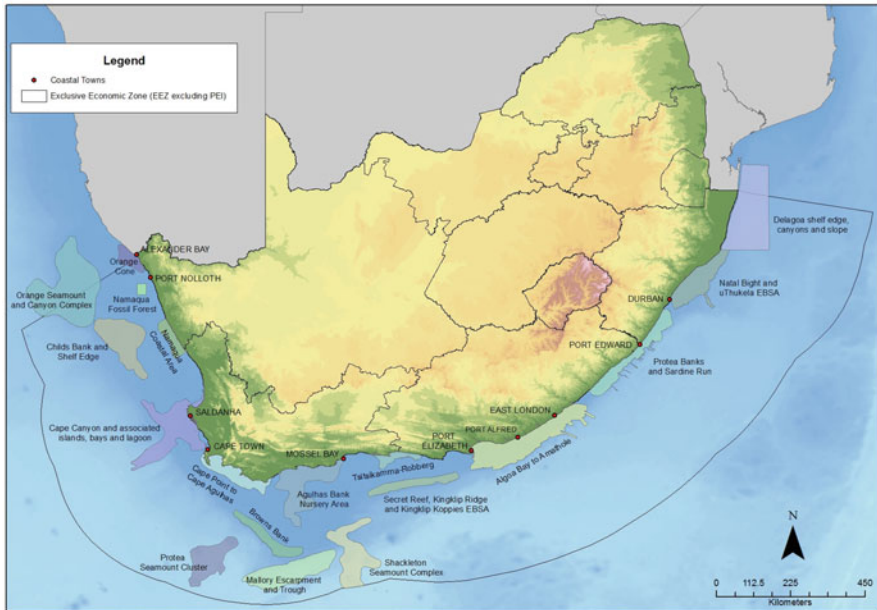 Legend
Coastal Towns
Exclusive Economic Zone (EEZ excluding PEI)
Delagoa shelf edge,
canyons and slope
ALEXANDER BAY
Orange
Cone
PORT NOLLOTH
Orange Seamount
and Canyon Complex
Namaqua
Fossil Forest
Natal Bight and
uThukela EBSA
DURBAN
Childs Bank and
Shelf Edge
Namaqua
Coastal Area
PORT EDWARD
Protea Banks
and Sardine Run
SALDANHA
Cape Canyon and associated
islands, bays and lagoon
EAST LONDON
PORT ALFRED
PORT
ELIZABETH
CAPE TOWN
MOSSEL BAY
Algoa Bay to Amathole
Tsitsikamma-Robberg
Cape Point to
Cape Agulhas
Agulhas Bank
Nursery Area
Secret Reef, Kingklip Ridge
and Kingklip Koppies EBSA
Browns Bank
Protea
Seamount Cluster
Mallory Escarpment
and Trough
Shackleton
Seamount Complex
N
0 112.5 225 450
Kilometers